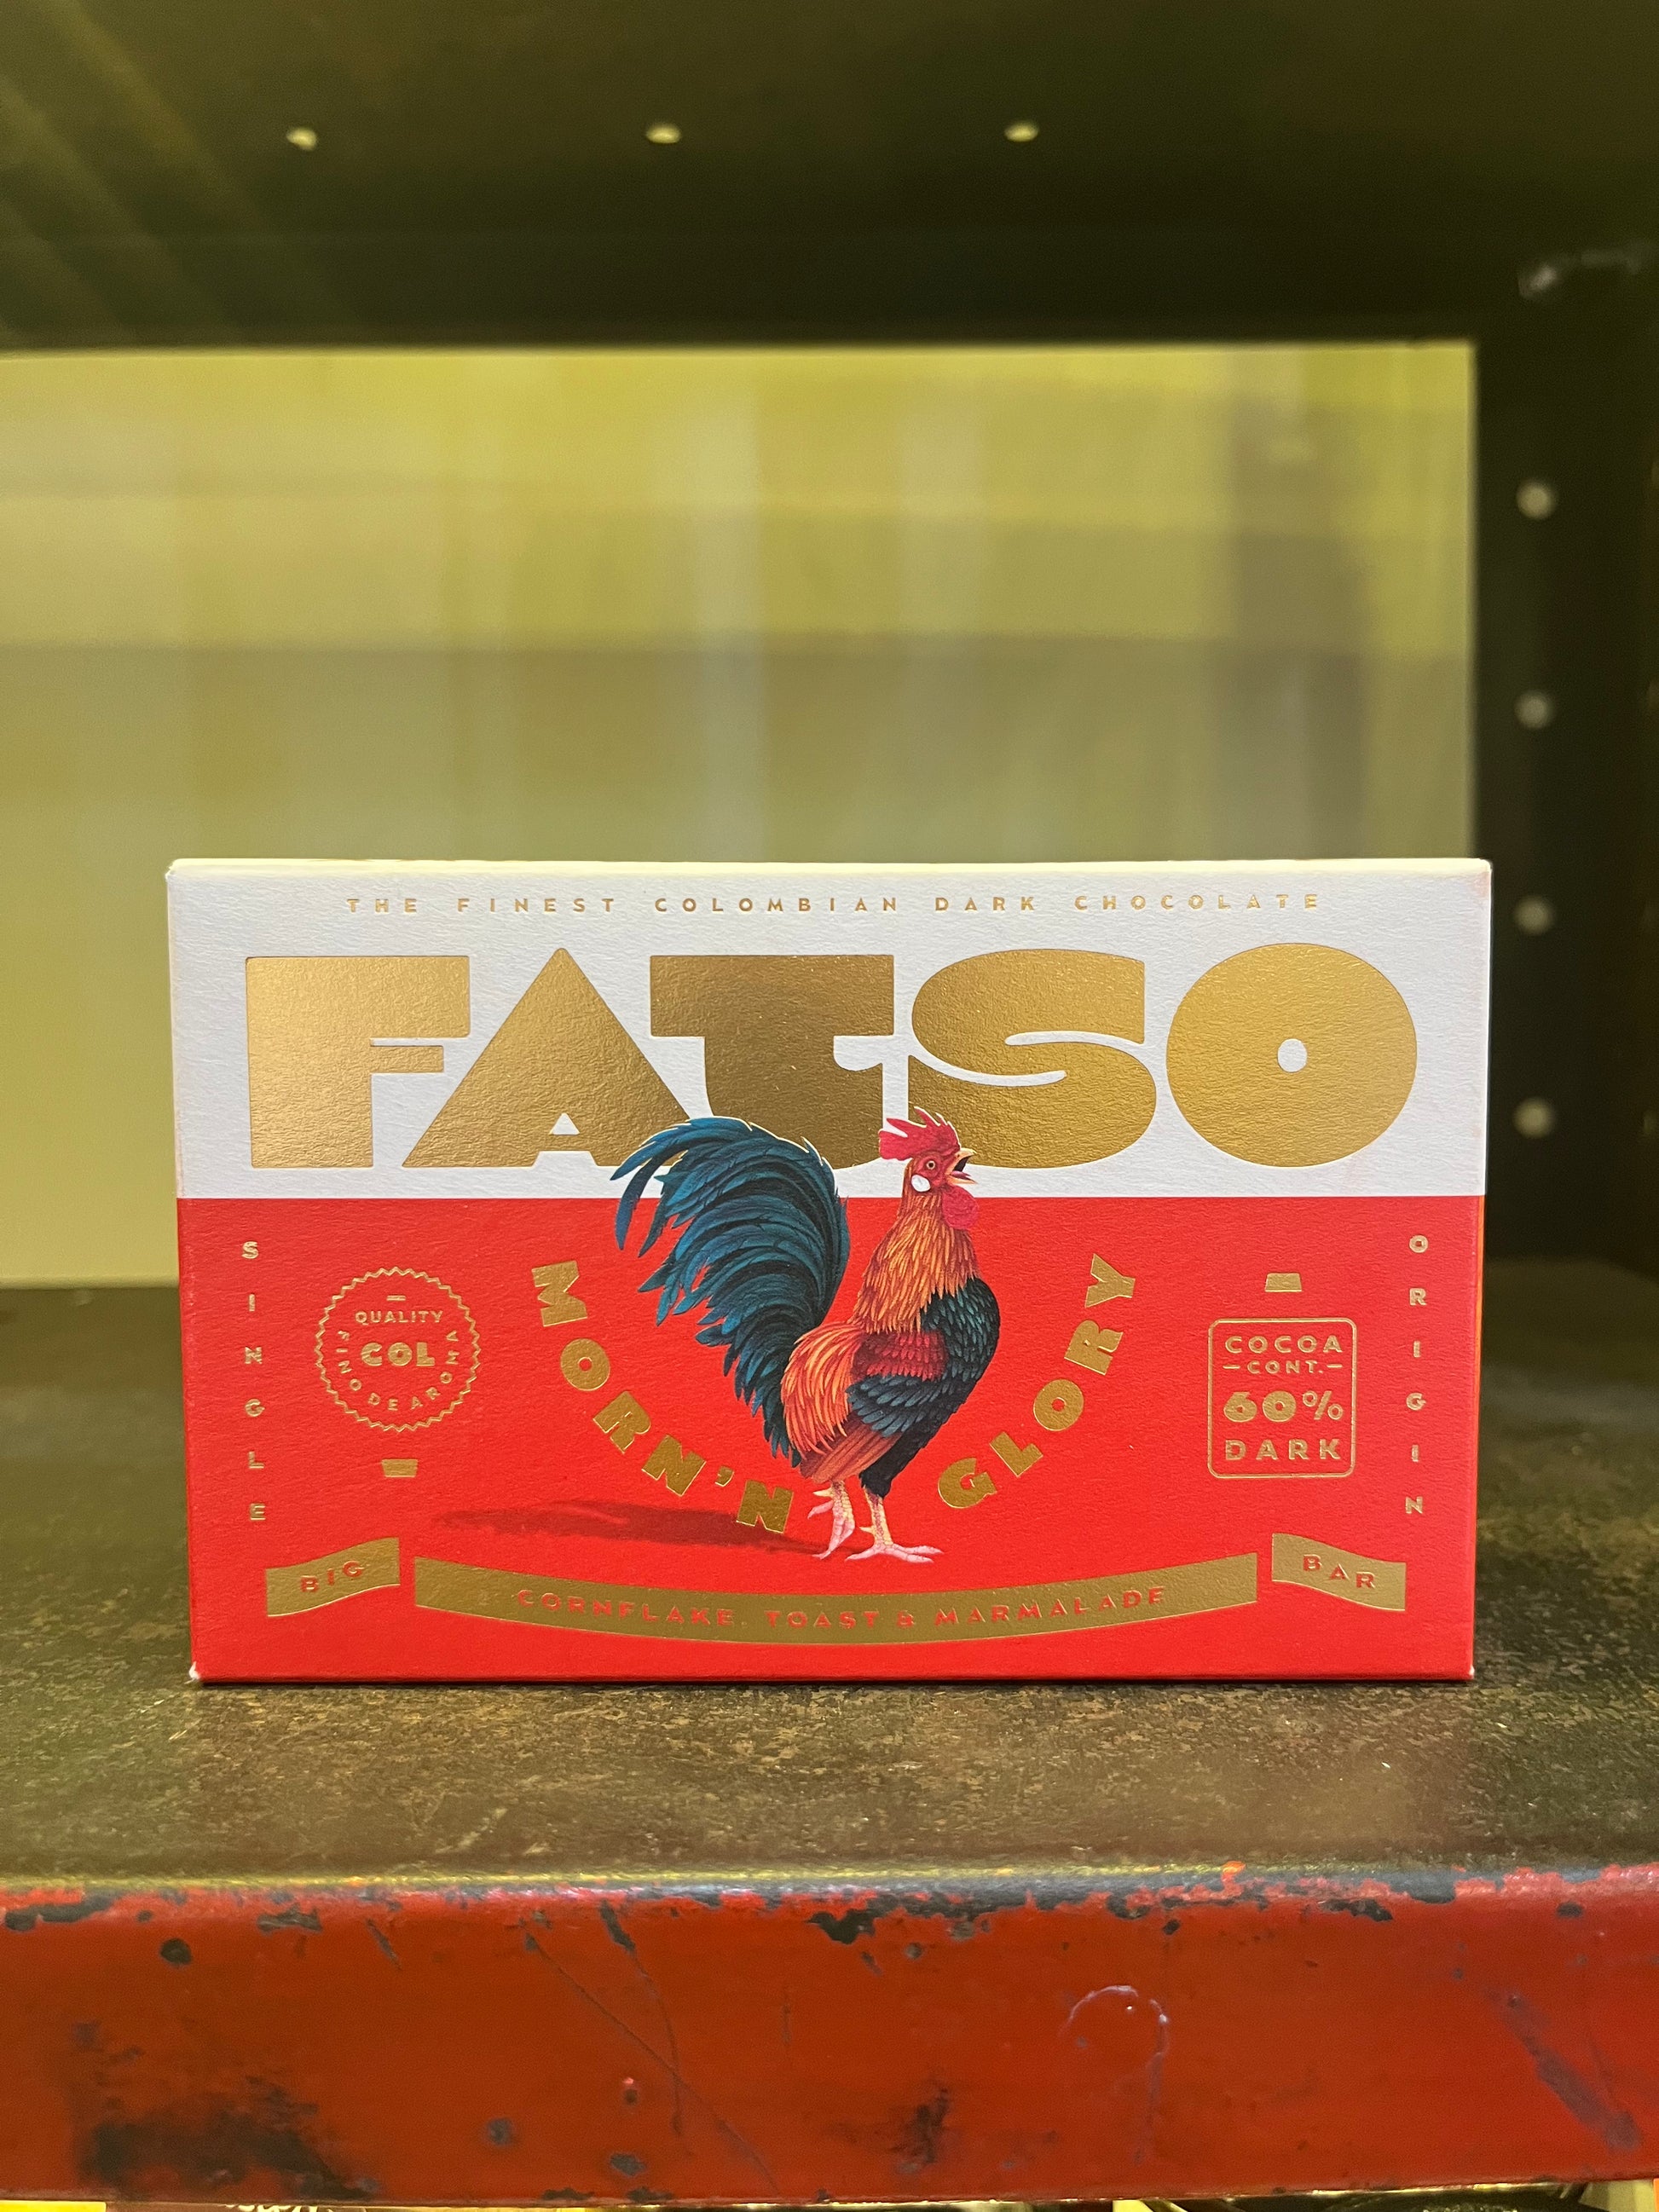 THE FINEST COLOMBIAN DARK CHOCOLATE
FATSO
SINGLE
QUALITY
COL
FINO DE AROMA
MORN'N GLORY
COCOA
CONT.
60%
DARK
ORIGIN
BIG
CORNFLAKE, TOAST & MARMALADE
BAR